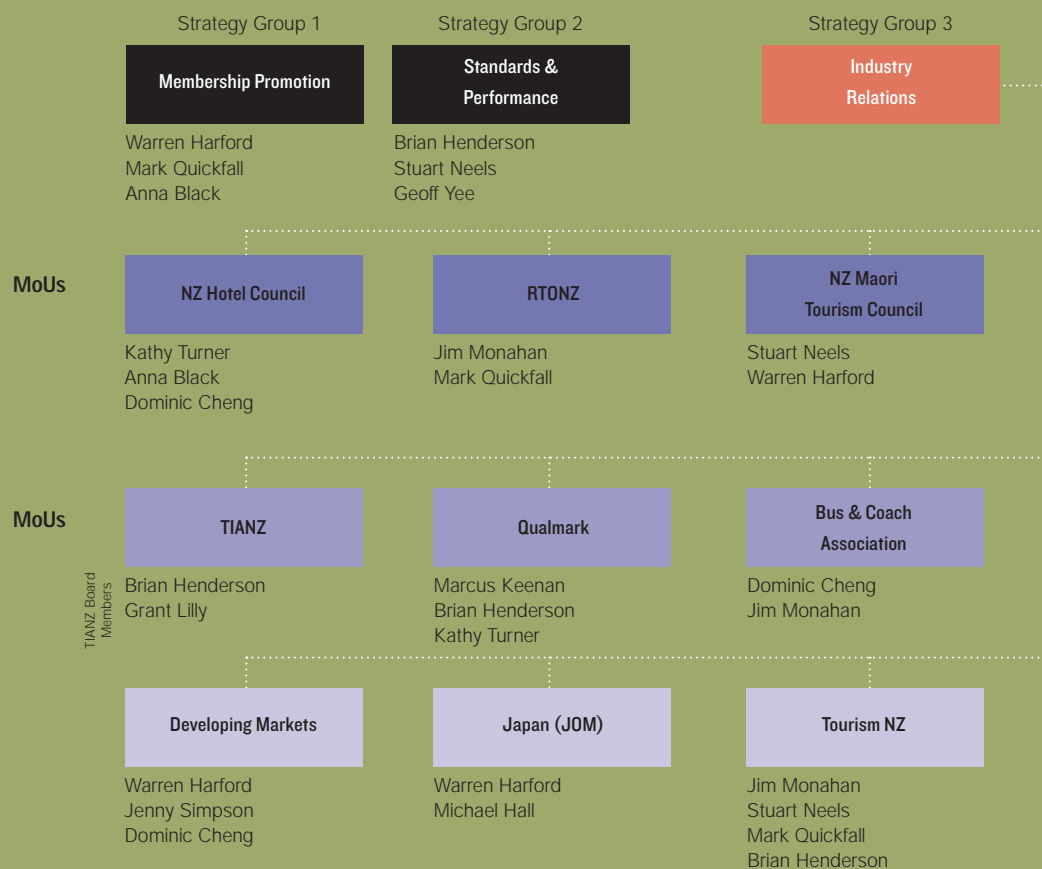 Strategy Group 1
Strategy Group 2
Strategy Group 3
Membership Promotion
Standards &
Performance
Industry
Relations
Warren Harford
Mark Quickfall
Anna Black
Brian Henderson
Stuart Neels
Geoff Yee
MoUs
NZ Hotel Council
RTONZ
NZ Maori
Tourism Council
Kathy Turner
Anna Black
Dominic Cheng
Jim Monahan
Mark Quickfall
Stuart Neels
Warren Harford
MoUs
TIANZ
Qualmark
Bus & Coach
Association
TIANZ Board
Members
Brian Henderson
Grant Lilly
Marcus Keenan
Brian Henderson
Kathy Turner
Dominic Cheng
Jim Monahan
Developing Markets
Japan (JOM)
Tourism NZ
Warren Harford
Jenny Simpson
Dominic Cheng
Warren Harford
Michael Hall
Jim Monahan
Stuart Neels
Mark Quickfall
Brian Henderson